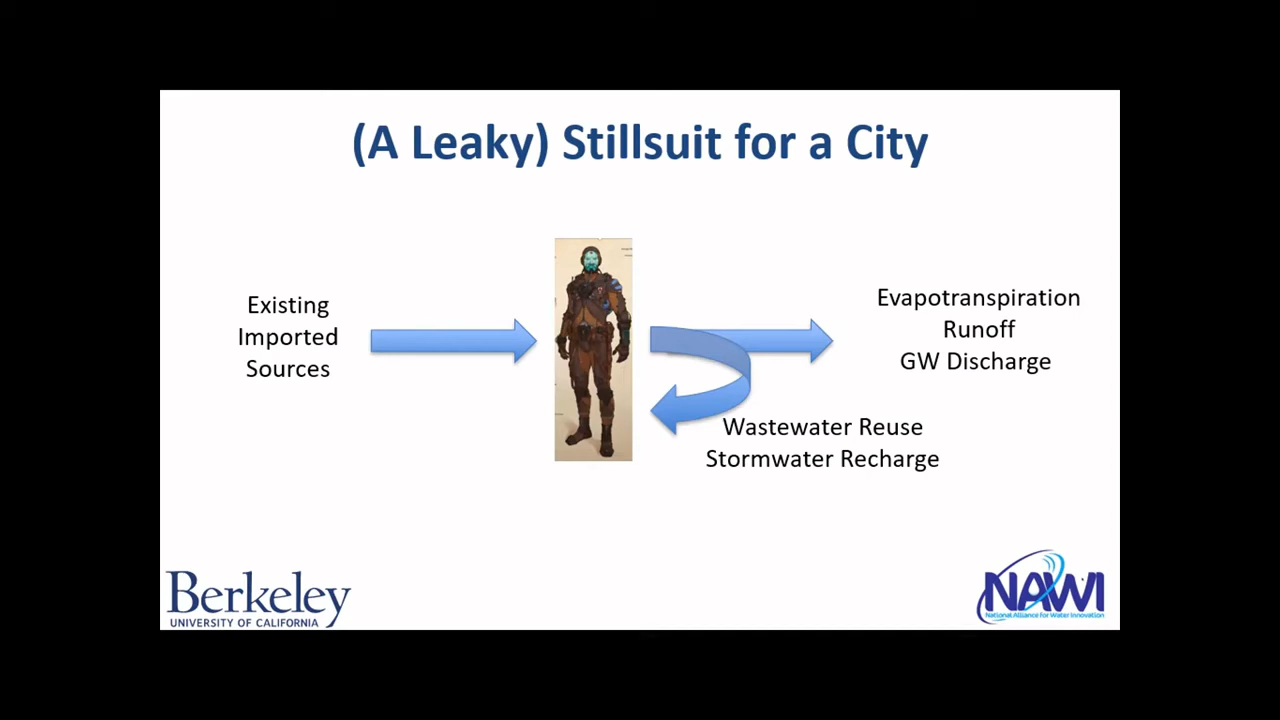 (A Leaky) Stillsuit for a City
Existing
Imported
Sources
Evapotranspiration
Runoff
GW Discharge
Wastewater Reuse
Stormwater Recharge
Berkeley
UNIVERSITY OF CALIFORNIA
NAWI
National Alliance for Water Innovation